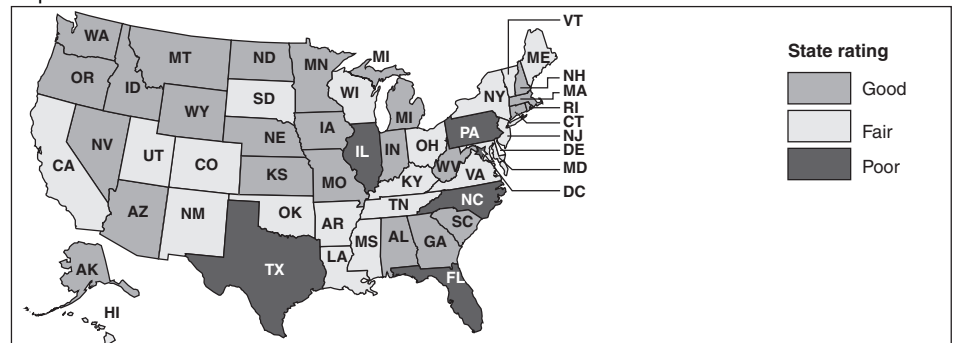 VT
WA
MT
ND
MN
MI
ME
OR
ID
WY
SD
WI
MI
NY
NH
MA
RI
CT
NJ
DE
MD
DC
NV
UT
CO
NE
IA
IL
IN
OH
PA
CA
KS
MO
KY
WV
VA
AZ
NM
OK
AR
TN
NC
SC
TX
LA
MS
AL
GA
FL
AK
HI
State rating
Good
Fair
Poor